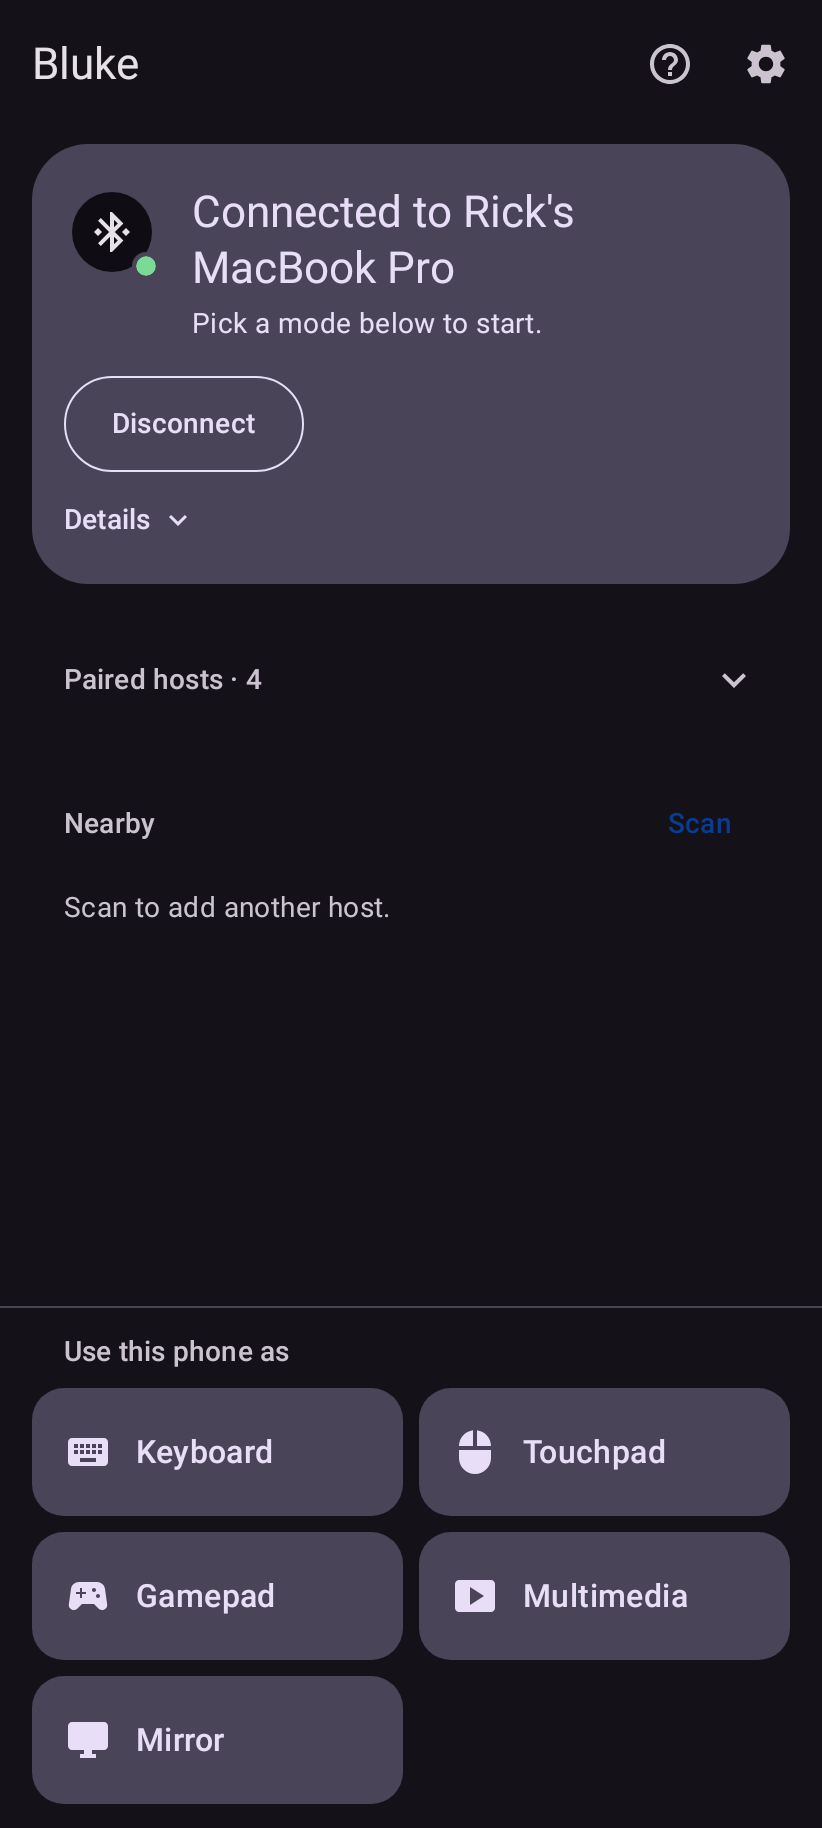 Bluke
Connected to Rick's
MacBook Pro
Pick a mode below to start.
Disconnect
Details
Paired hosts · 4
Nearby
Scan
Scan to add another host.
Use this phone as
Keyboard
Touchpad
Gamepad
Multimedia
Mirror